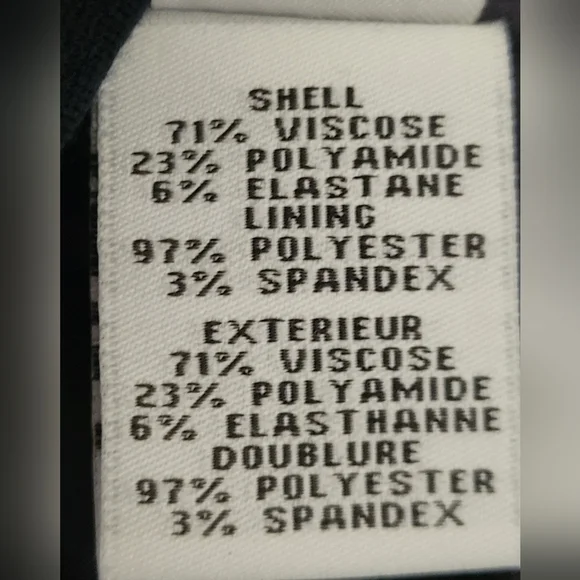 SHELL
71% VISCOSE
23% POLYAMIDE
6% ELASTANE
LINING
97% POLYESTER
3% SPANDEX
EXTERIEUR
71% VISCOSE
23% POLYAMIDE
6% ELASTHANNE
DOUBLURE
97% POLYESTER
3% SPANDEX